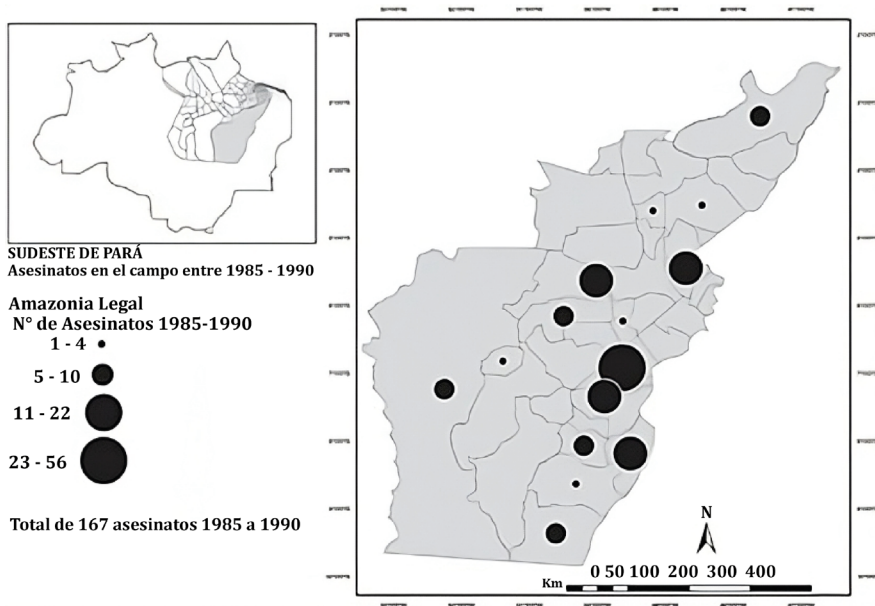 SUDESTE DE PARÁ
Asesinatos en el campo entre 1985 - 1990
Amazonia Legal
N° de Asesinatos 1985-1990
1 - 4
5 - 10
11 - 22
23 - 56
Total de 167 asesinatos 1985 a 1990
N
Km 0 50 100 200 300 400